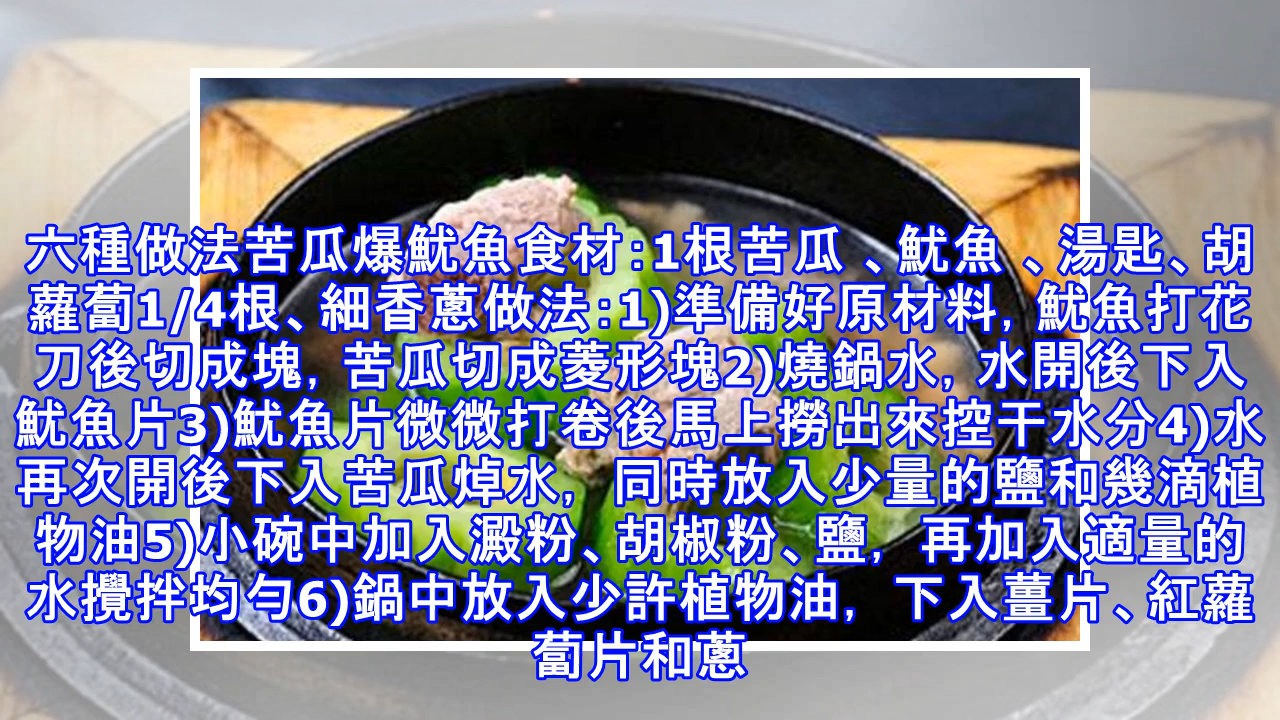 六種做法苦瓜爆魷魚食材:1根苦瓜 、魷魚 、湯匙、胡
蘿蔔1/4根、細香蔥做法:1)準備好原材料, 魷魚打花
刀後切成塊, 苦瓜切成菱形塊2)燒鍋水, 水開後下入
魷魚片3)魷魚片微微打卷後馬上撈出來控干水分4)水
再次開後下入苦瓜焯水, 同時放入少量的鹽和幾滴植
物油5)小碗中加入澱粉、胡椒粉、鹽, 再加入適量的
水攪拌均勻6)鍋中放入少許植物油, 下入薑片、紅蘿
蔔片和蔥